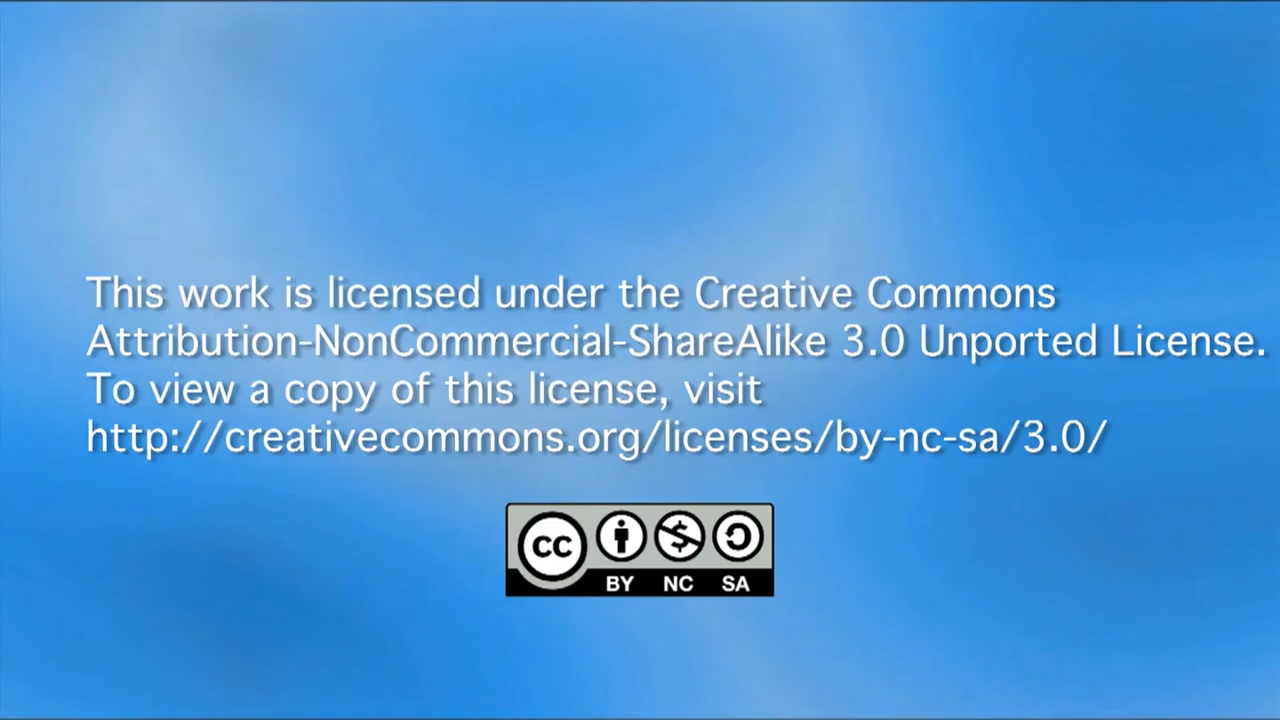 This work is licensed under the Creative Commons
Attribution-NonCommercial-ShareAlike 3.0 Unported License.
To view a copy of this license, visit
http://creativecommons.org/licenses/by-nc-sa/3.0/
cc
BY NC SA